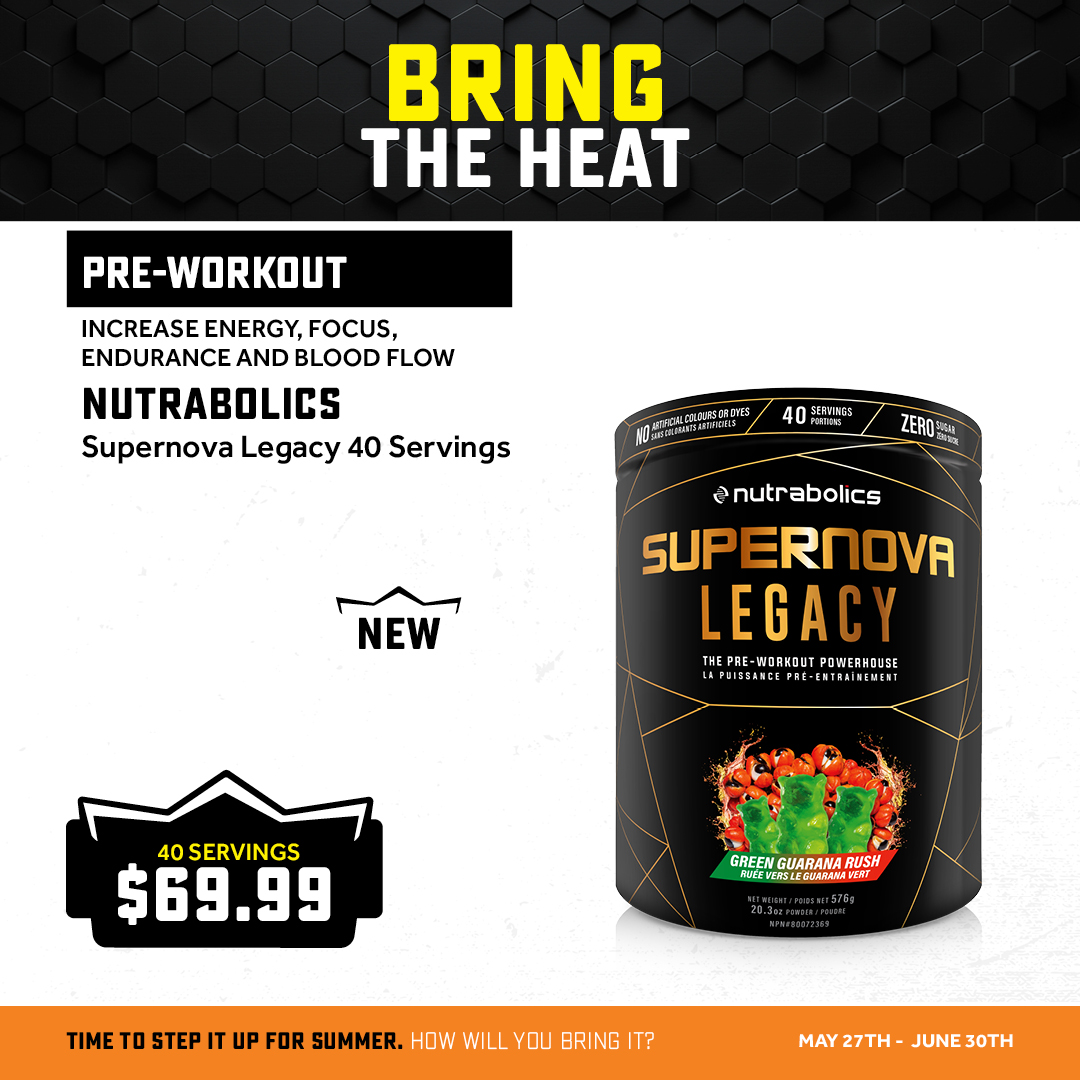 BRING
THE HEAT
PRE-WORKOUT
INCREASE ENERGY, FOCUS,
ENDURANCE AND BLOOD FLOW
NUTRABOLICS
Supernova Legacy 40 Servings
NEW
40 SERVINGS
$69.99
NO ARTIFICIAL COLOURS OR DYES
SANS COLORANTS ARTIFICIELS
40 SERVINGS
PORTIONS
ZERO SUGAR
ZÉRO SUCRE
nutrabolics
SUPERNOVA
LEGACY
THE PRE-WORKOUT POWERHOUSE
LA PUISSANCE PRÉ-ENTRAÎNEMENT
GREEN GUARANA RUSH
RUÉE VERS LE GUARANA VERT
NET WEIGHT / POIDS NET 576g
20.3oz POWDER / POUDRE
NPN#80072369
TIME TO STEP IT UP FOR SUMMER. HOW WILL YOU BRING IT?
MAY 27TH - JUNE 30TH